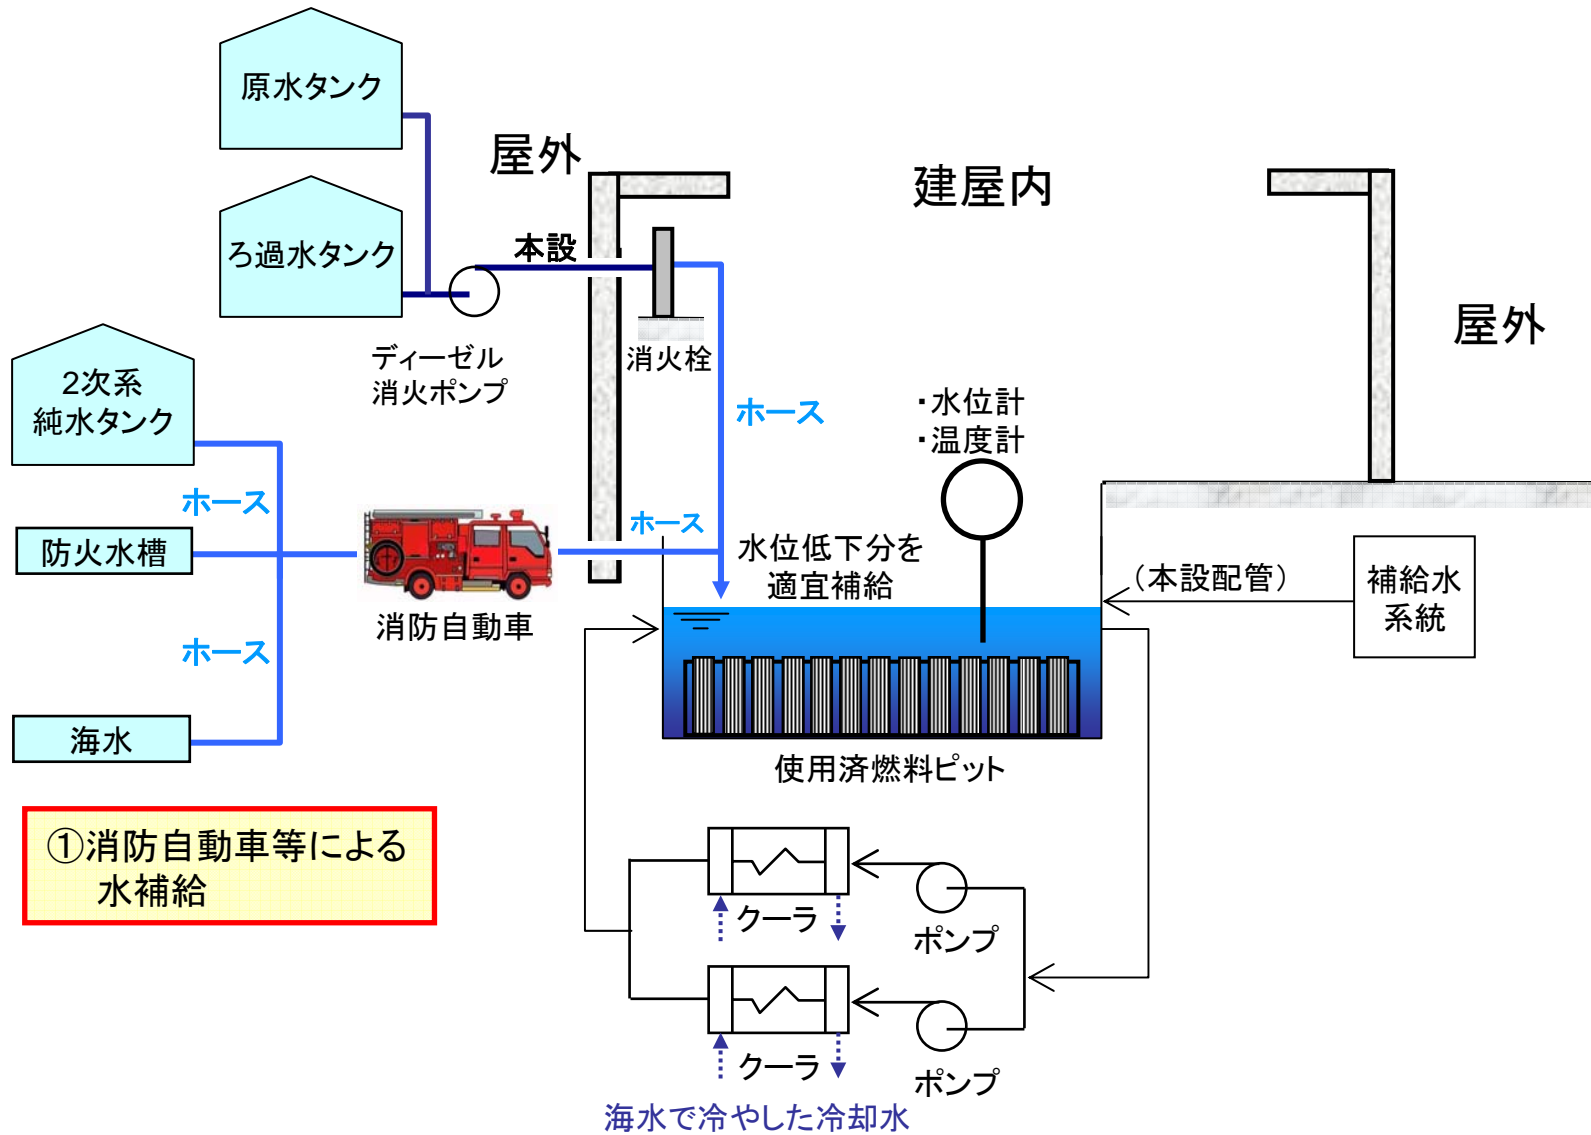 原水タンク
屋外
建屋内
ろ過水タンク
本設
屋外
ディーゼル
消火ポンプ
消火栓
2次系
純水タンク
ホース
・水位計
・温度計
ホース
ホース
防火水槽
水位低下分を
適宜補給
(本設配管)
補給水
系統
消防自動車
ホース
海水
使用済燃料ピット
①消防自動車等による
水補給
クーラ
ポンプ
クーラ
ポンプ
海水で冷やした冷却水